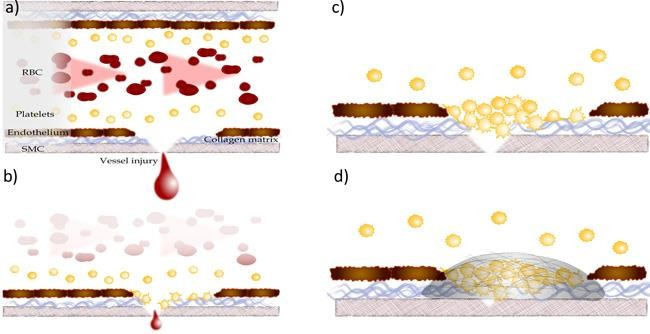 a)
c)
RBC
Platelets
Endothelium
Collagen matrix
SMC
Vessel injury
b)
d)